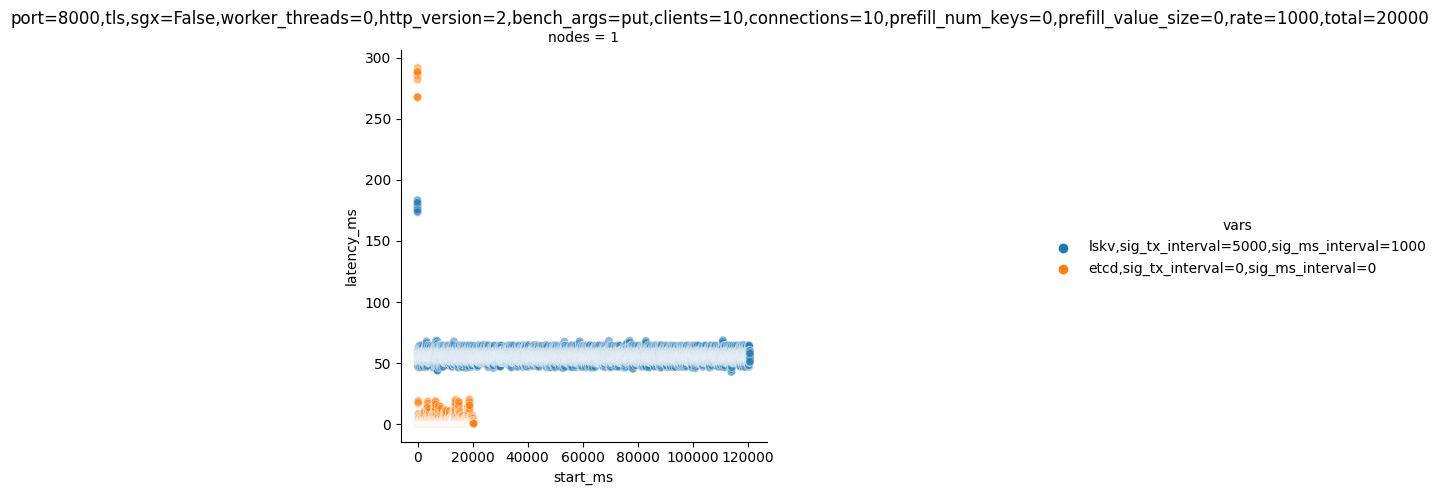 port=8000,tls,sgx=False,worker_threads=0,http_version=2,bench_args=put,clients=10,connections=10,prefill_num_keys=0,prefill_value_size=0,rate=1000,total=20000
nodes = 1
300
250
200
150
100
50
0
latency_ms
0 20000 40000 60000 80000 100000 120000
start_ms
vars
lskv,sig_tx_interval=5000,sig_ms_interval=1000
etcd,sig_tx_interval=0,sig_ms_interval=0